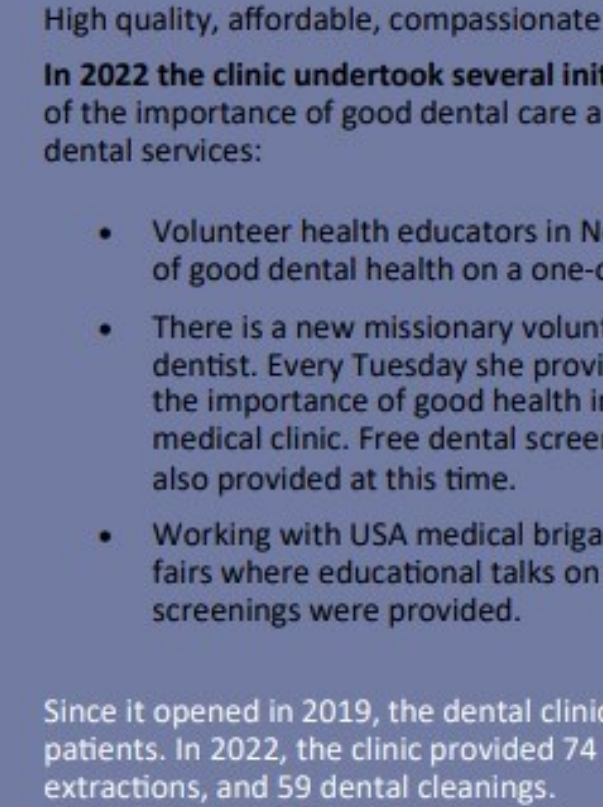 High quality, affordable, compassionate
In 2022 the clinic undertook several init
of the importance of good dental care a
dental services:
• Volunteer health educators in N
of good dental health on a one-
• There is a new missionary volun
dentist. Every Tuesday she provi
the importance of good health i
medical clinic. Free dental scree
also provided at this time.
• Working with USA medical briga
fairs where educational talks on
screenings were provided.
Since it opened in 2019, the dental clini
patients. In 2022, the clinic provided 74
extractions, and 59 dental cleanings.